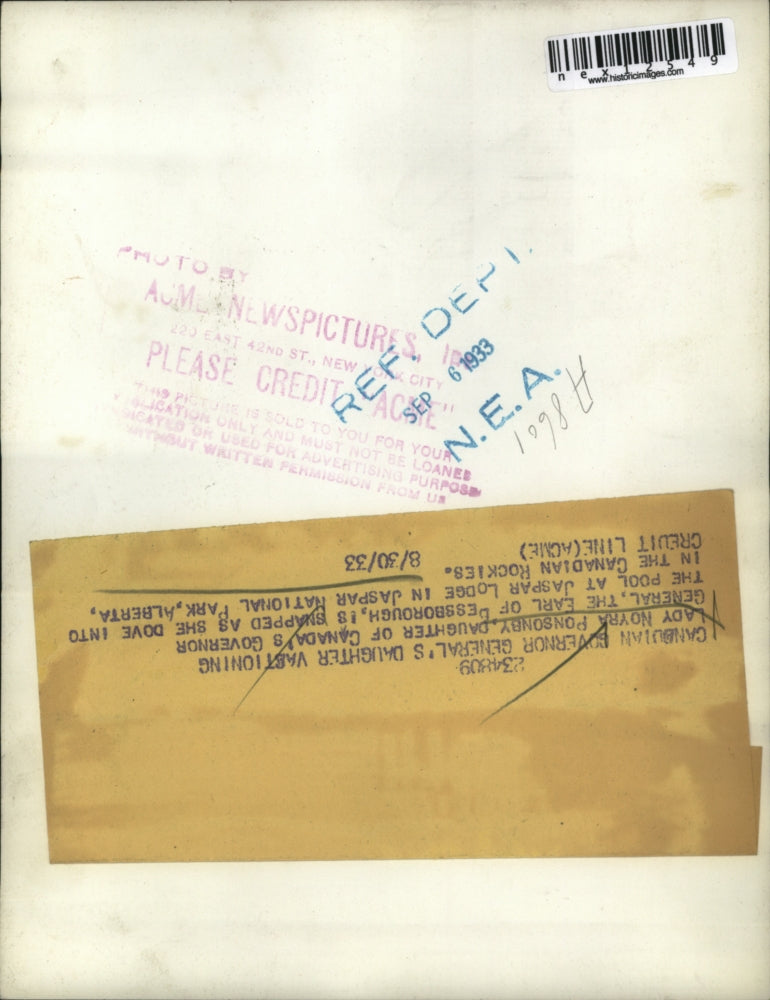 nex12549
www.historicimages.com
PHOTO BY
ACME NEWSPICTURES, Inc
220 EAST 42ND ST., NEW YORK CITY
PLEASE CREDIT "ACME"
THIS PICTURE IS SOLD TO YOU FOR YOUR
PUBLICATION ONLY AND MUST NOT BE LOANED
SYNDICATED OR USED FOR ADVERTISING PURPOSE
WITHOUT WRITTEN PERMISSION FROM US
REF. DEPT.
SEP 6 1933
N.E.A.
234809
CANADIAN GOVERNOR GENERAL'S DAUGHTER VACTIONING
LADY NOYRA PONSONBY DAUGHTER OF CANADA'S GOVERNOR
GENERAL, THE EARL OF DESSBOROUGH, IS SNAPPED AS SHE DOVE INTO
THE POOL AT JASPAR LODGE IN JASPAR NATIONAL PARK, ALBERTA,
IN THE CANADIAN ROCKIES.
CREDIT LINE (ACME) 8/30/33